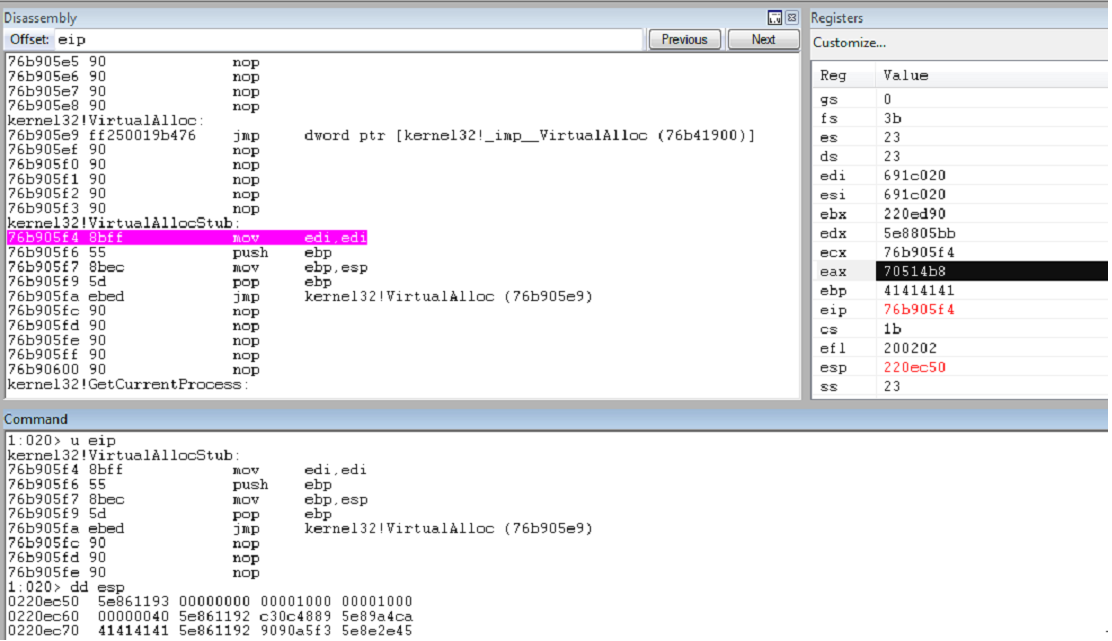 Disassembly
Offset: eip Previous Next
76b905e5 90 nop
76b905e6 90 nop
76b905e7 90 nop
76b905e8 90 nop
kernel32!VirtualAlloc:
76b905e9 ff250019b476 jmp dword ptr [kernel32!_imp__VirtualAlloc (76b41900)]
76b905ef 90 nop
76b905f0 90 nop
76b905f1 90 nop
76b905f2 90 nop
76b905f3 90 nop
kernel32!VirtualAllocStub:
76b905f4 8bff mov edi,edi
76b905f6 55 push ebp
76b905f7 8bec mov ebp,esp
76b905f9 5d pop ebp
76b905fa ebed jmp kernel32!VirtualAlloc (76b905e9)
76b905fc 90 nop
76b905fd 90 nop
76b905fe 90 nop
76b905ff 90 nop
76b90600 90 nop
kernel32!GetCurrentProcess:
Registers
Customize...
Reg Value
gs 0
fs 3b
es 23
ds 23
edi 691c020
esi 691c020
ebx 220ed90
edx 5e8805bb
ecx 76b905f4
eax 70514b8
ebp 41414141
eip 76b905f4
cs 1b
efl 200202
esp 220ec50
ss 23
Command
1:020> u eip
kernel32!VirtualAllocStub:
76b905f4 8bff mov edi,edi
76b905f6 55 push ebp
76b905f7 8bec mov ebp,esp
76b905f9 5d pop ebp
76b905fa ebed jmp kernel32!VirtualAlloc (76b905e9)
76b905fc 90 nop
76b905fd 90 nop
76b905fe 90 nop
1:020> dd esp
0220ec50 5e861193 00000000 00001000 00001000
0220ec60 00000040 5e861192 c30c4889 5e89a4ca
0220ec70 41414141 5e861192 9090a5f3 5e8e2e45